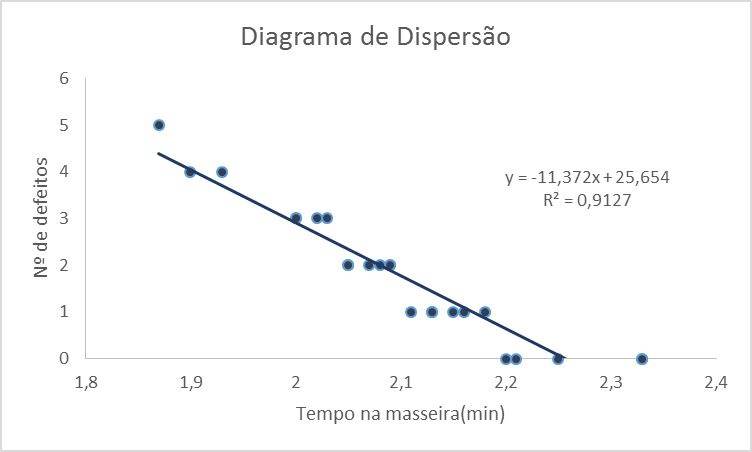 Diagrama de Dispersão
6
5
4
3
2
1
0
Nº de defeitos
y = -11,372x + 25,654
R² = 0,9127
1,8 1,9 2 2,1 2,2 2,3 2,4
Tempo na masseira(min)